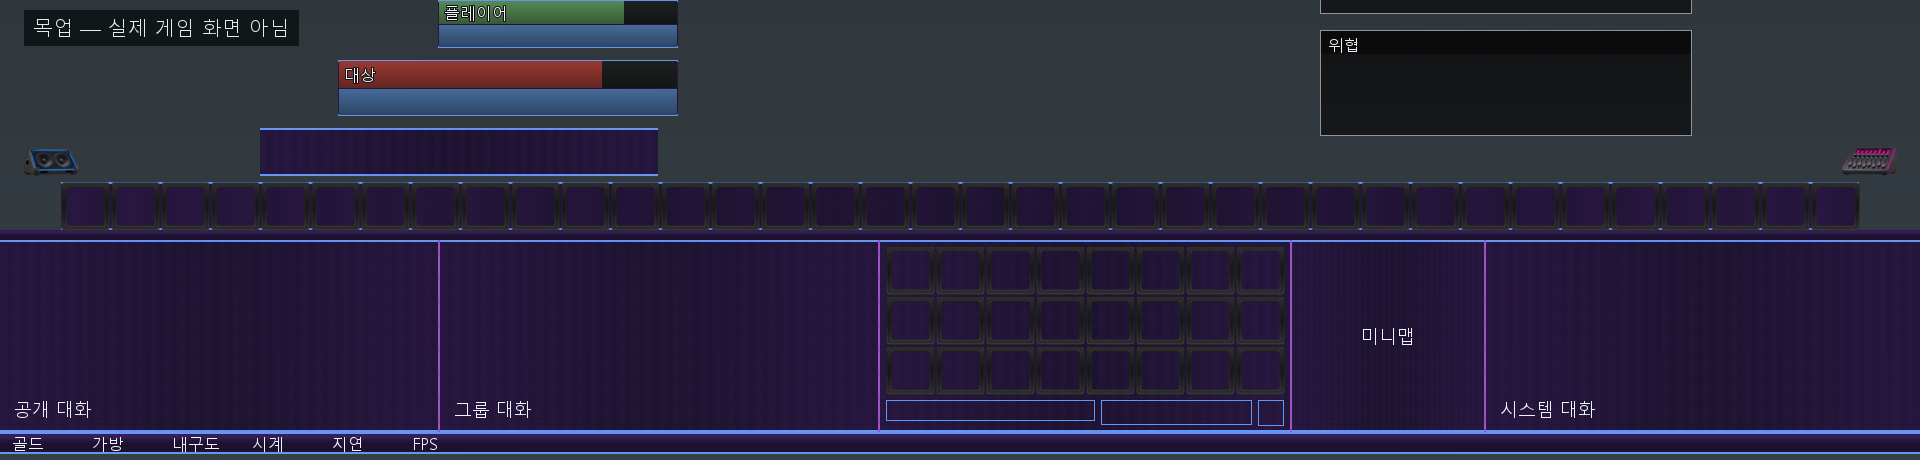 플레이어
목업 — 실제 게임 화면 아님
위협
대상
미니맵
공개 대화
그룹 대화
시스템 대화
골드 가방 내구도 시계 지연 FPS